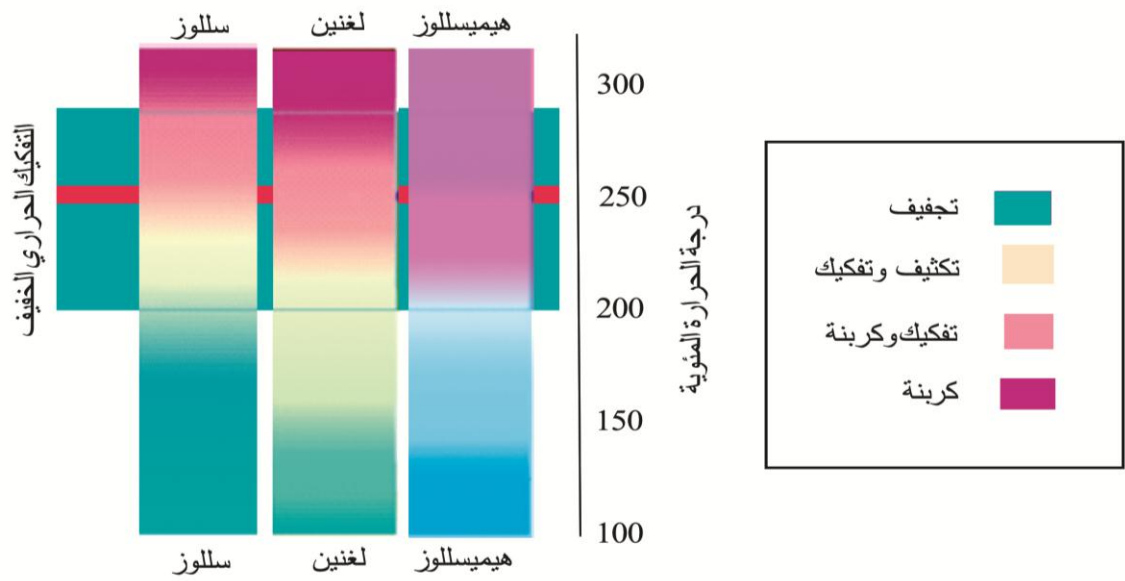 هيميسللوز
لغنين
سللوز
التفكيك الحراري الخفيف
300
250
200
150
100
درجة الحرارة المئوية
هيميسللوز
لغنين
سللوز
تجفيف
تكثيف وتفكيك
تفكيك وكربنة
كربنة